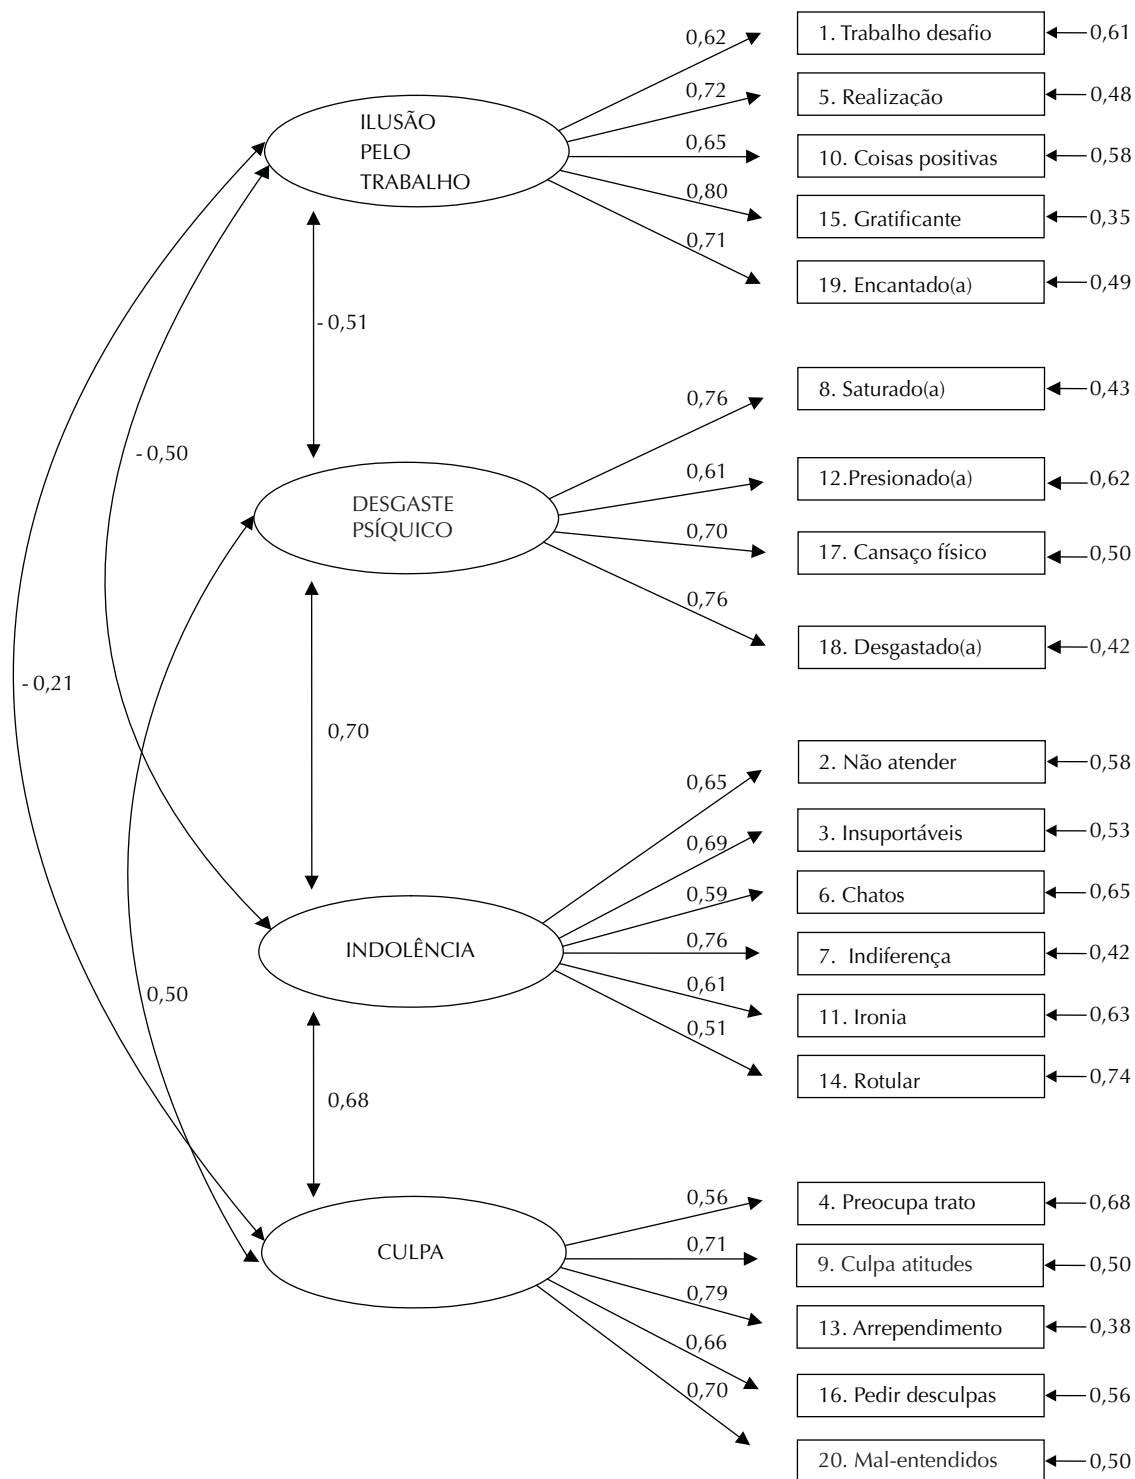 0,62
1. Trabalho desafio
0,61
0,72
5. Realização
0,48
ILUSÃO
PELO
TRABALHO
0,65
10. Coisas positivas
0,58
0,80
15. Gratificante
0,35
0,71
19. Encantado(a)
0,49
- 0,51
- 0,50
0,76
8. Saturado(a)
0,43
DESGASTE
PSÍQUICO
0,61
12.Presionado(a)
0,62
0,70
17. Cansaço físico
0,50
0,76
18. Desgastado(a)
0,42
- 0,21
0,70
0,65
2. Não atender
0,58
0,69
3. Insuportáveis
0,53
0,59
6. Chatos
0,65
INDOLÊNCIA
0,76
7. Indiferença
0,42
0,61
11. Ironia
0,63
0,51
14. Rotular
0,74
0,50
0,68
0,56
4. Preocupa trato
0,68
CULPA
0,71
9. Culpa atitudes
0,50
0,79
13. Arrependimento
0,38
0,66
16. Pedir desculpas
0,56
0,70
20. Mal-entendidos
0,50